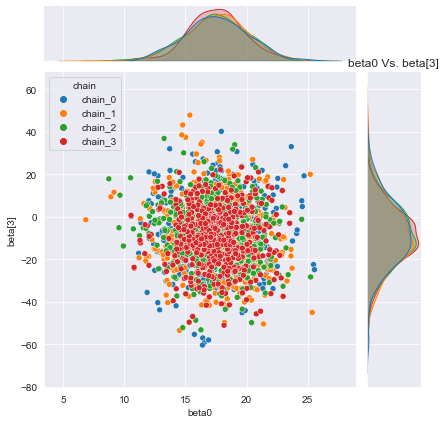 beta0 Vs. beta[3]
chain
chain_0
chain_1
chain_2
chain_3
60
40
20
0
−20
−40
−60
−80
beta[3]
5
10
15
20
25
beta0